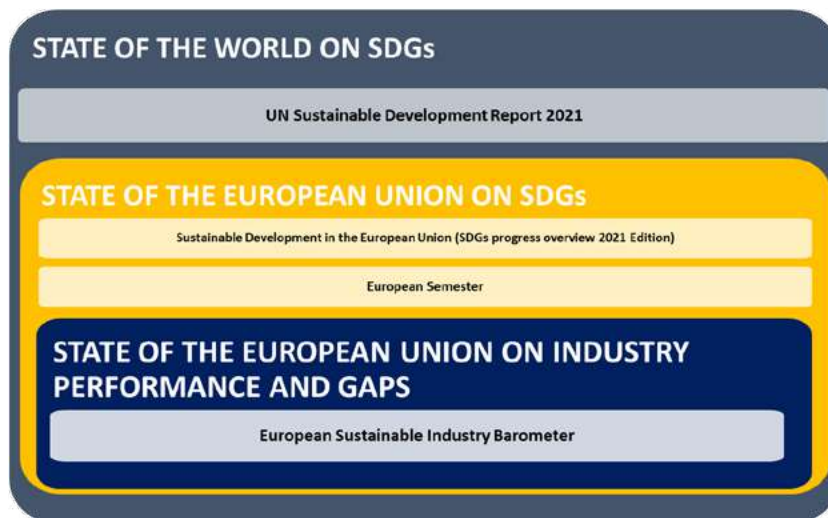 STATE OF THE WORLD ON SDGs
UN Sustainable Development Report 2021
STATE OF THE EUROPEAN UNION ON SDGs
Sustainable Development in the European Union (SDGs progress overview 2021 Edition)
European Semester
STATE OF THE EUROPEAN UNION ON INDUSTRY
PERFORMANCE AND GAPS
European Sustainable Industry Barometer